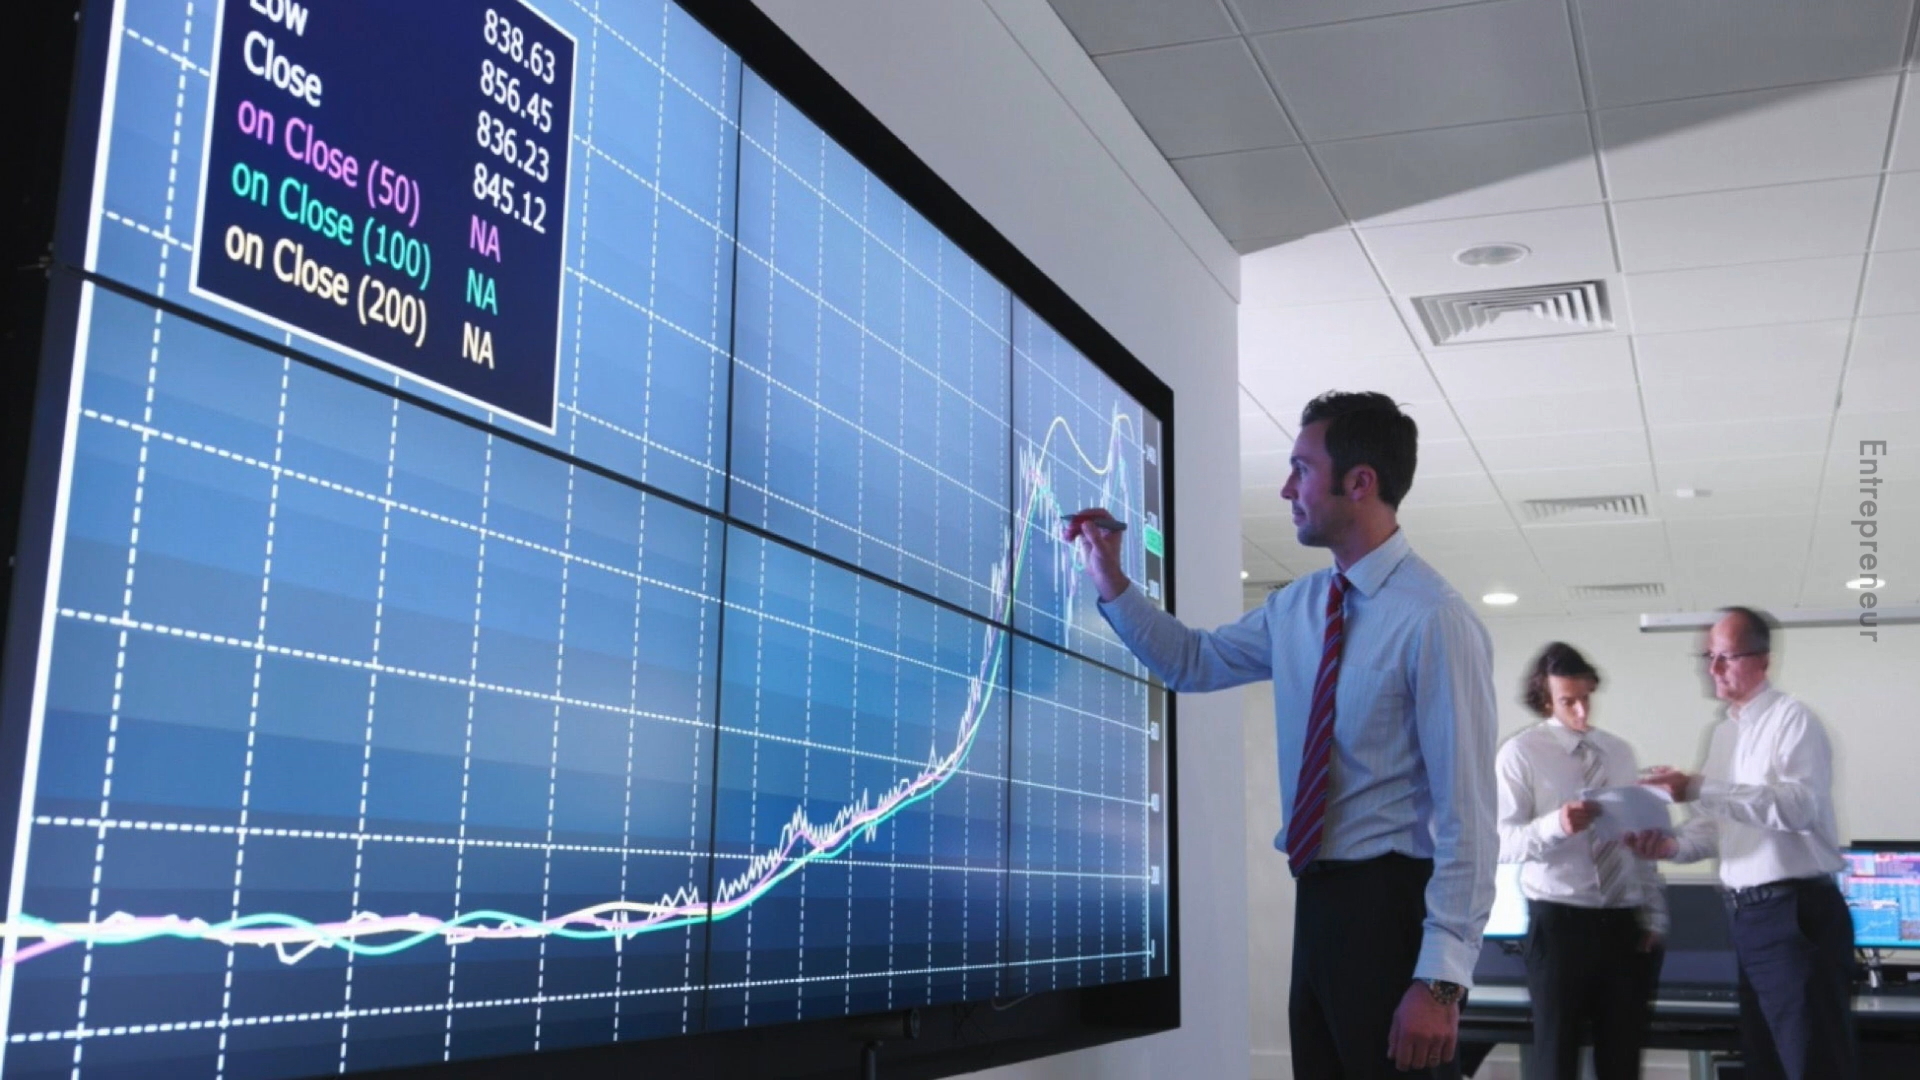 Low 838.63
Close 856.45
836.23
845.12
on Close (50) NA
on Close (100) NA
on Close (200) NA
Entrepreneur